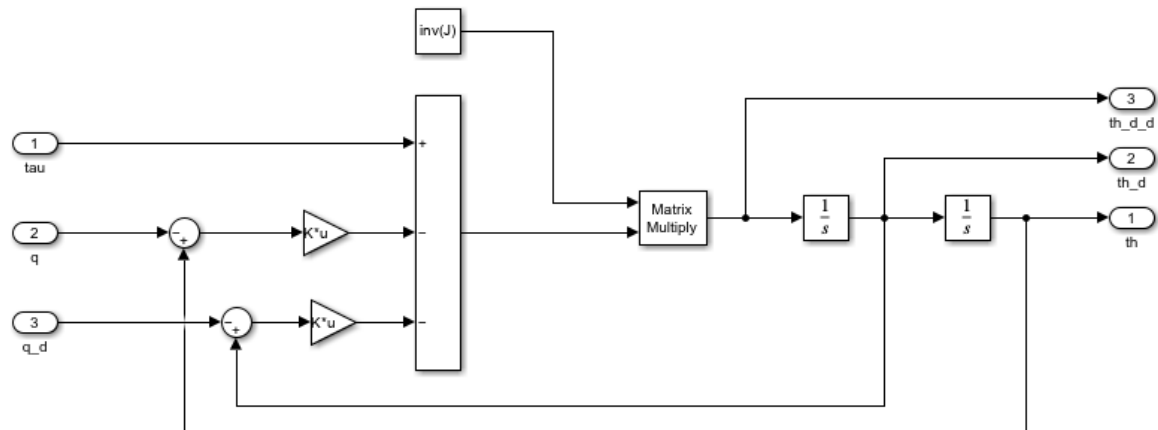 inv(J)
3
th_d_d
1
+
tau
2
th_d
Matrix
Multiply
1
s
1
s
1
th
2
−
+
K*u
−
q
3
−
+
K*u
−
q_d